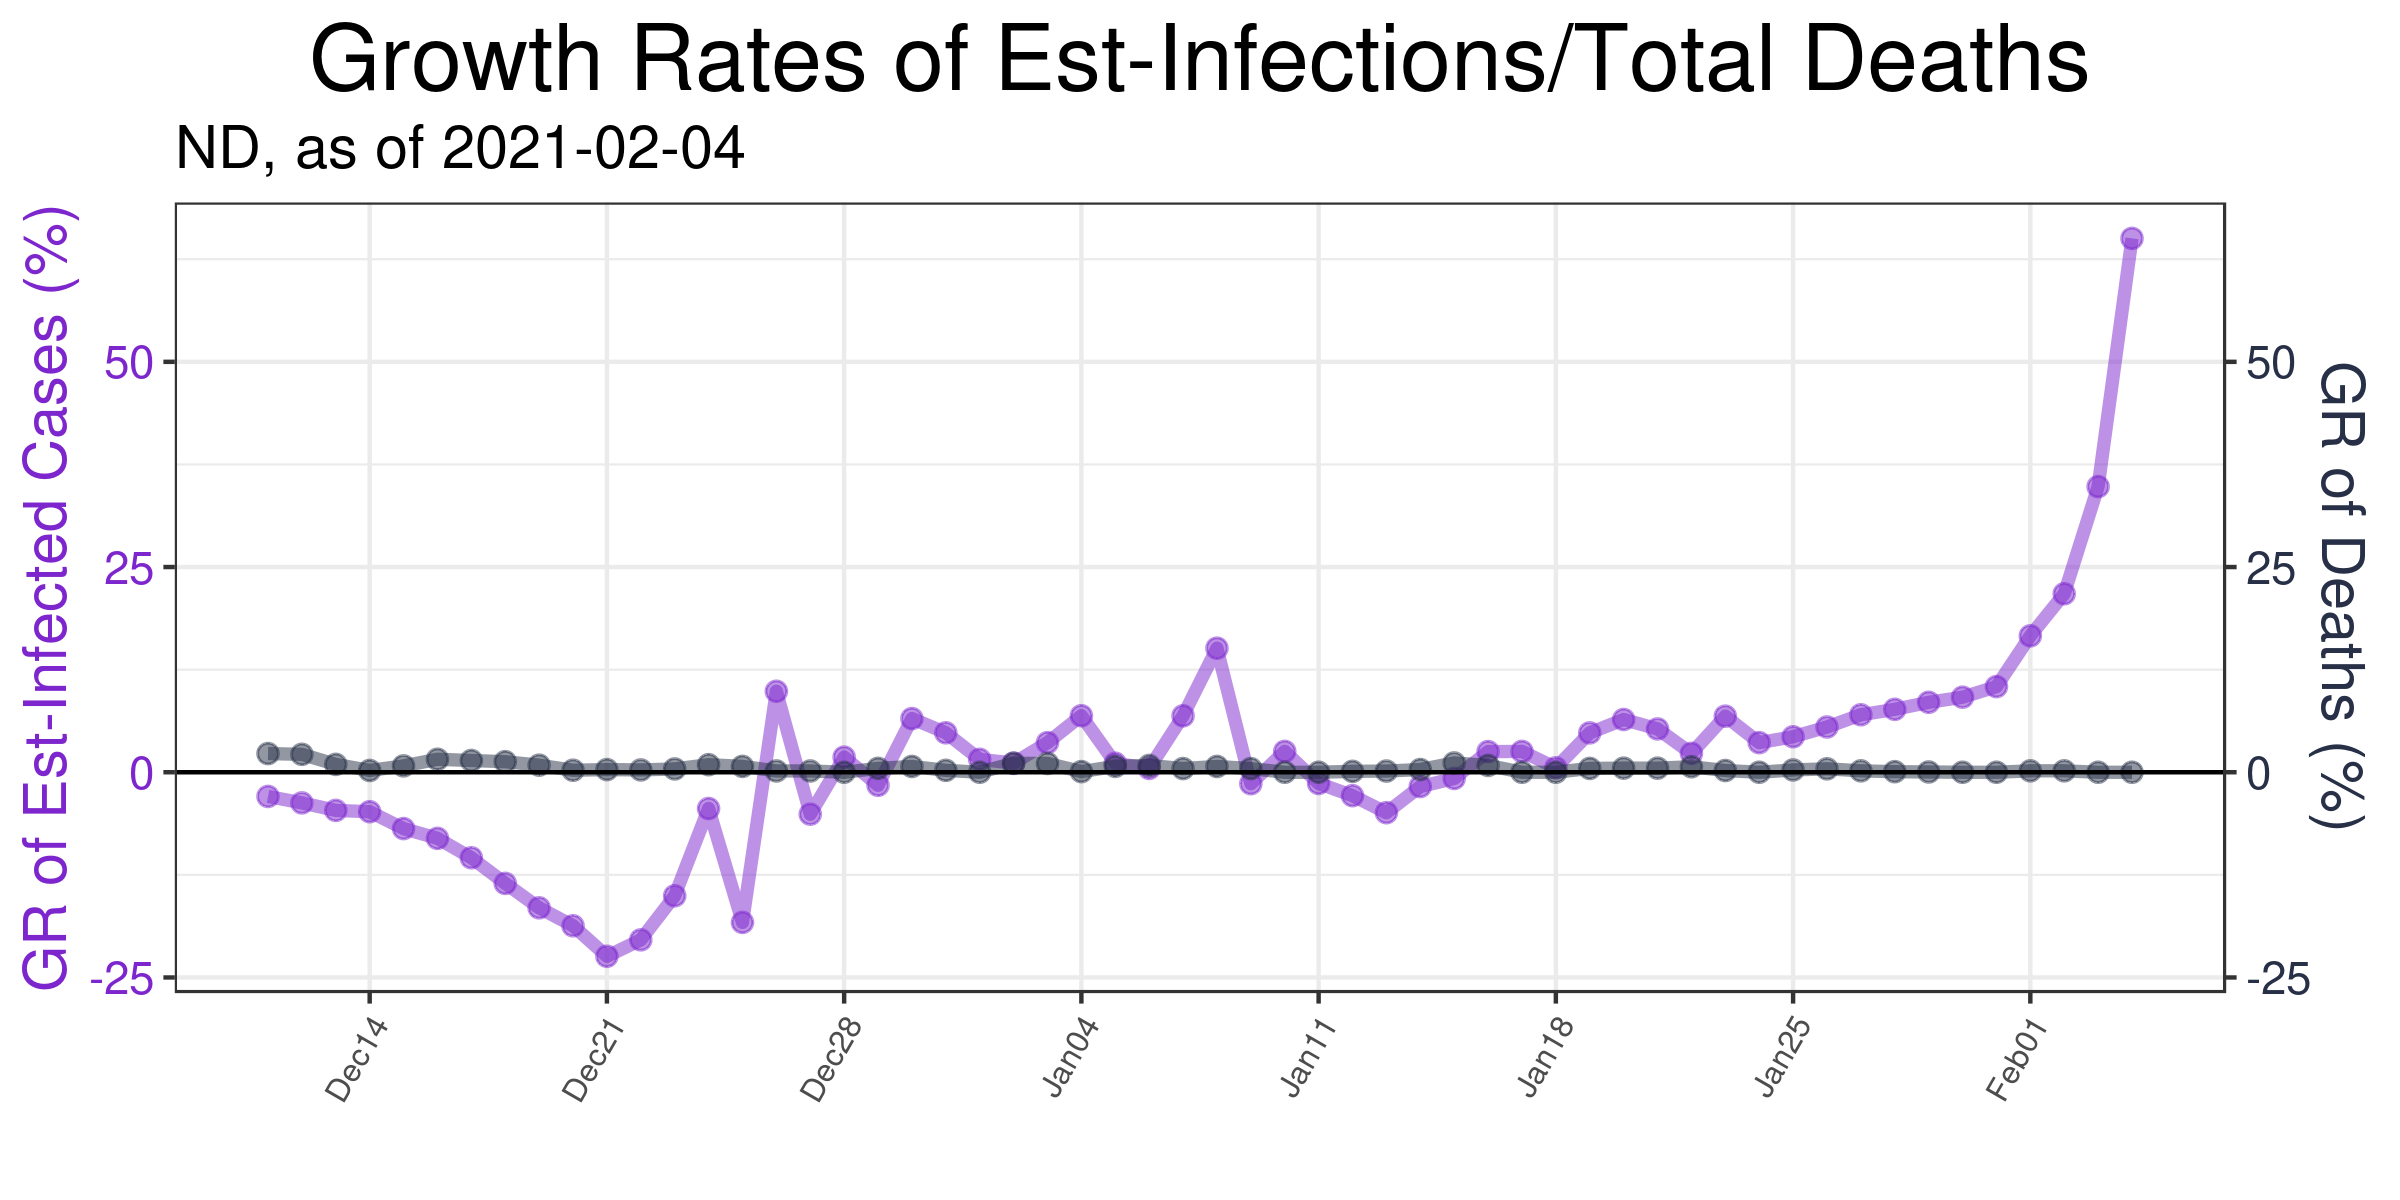 Growth Rates of Est-Infections/Total Deaths
ND, as of 2021-02-04
GR of Est-Infected Cases (%)
50
25
0
-25
50
25
0
-25
GR of Deaths (%)
Dec14
Dec21
Dec28
Jan04
Jan11
Jan18
Jan25
Feb01